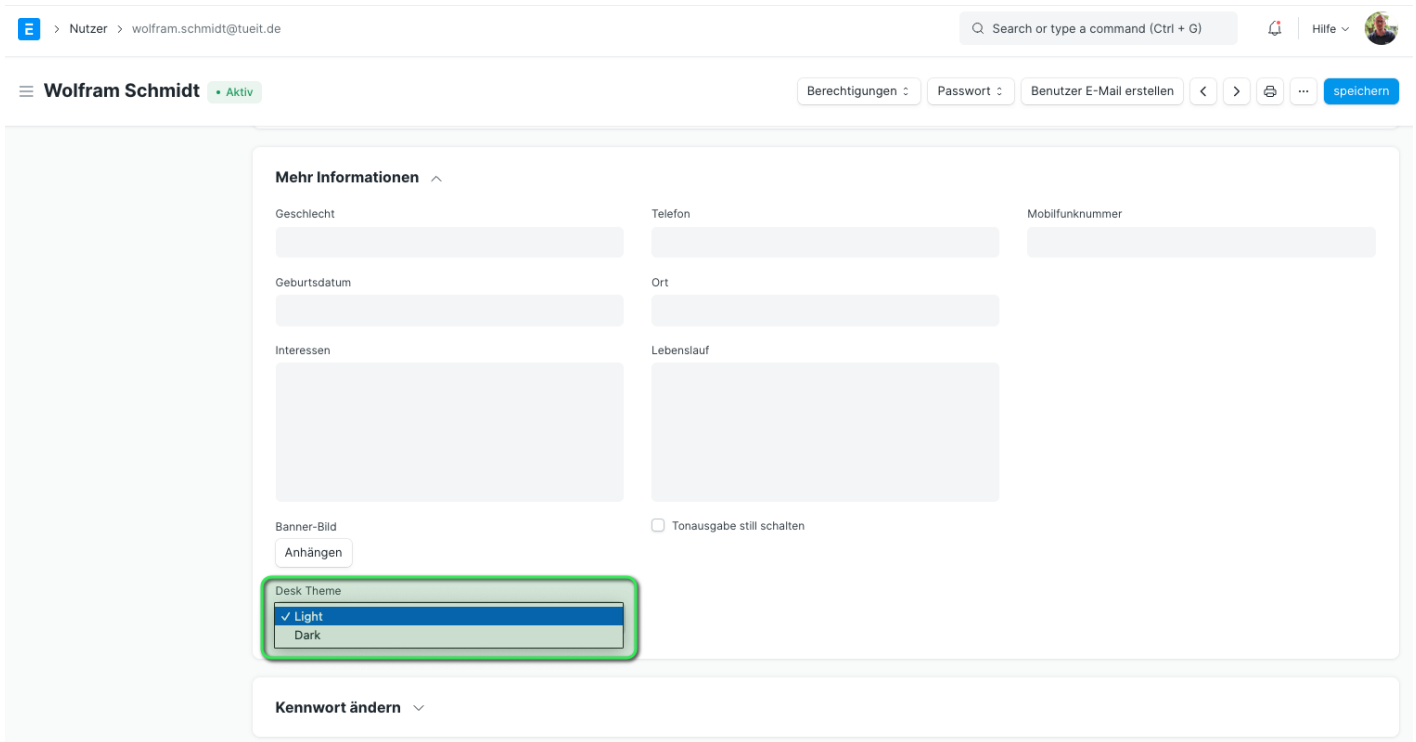 E > Nutzer > wolfram.schmidt@tueit.de Search or type a command (Ctrl + G) Hilfe
Wolfram Schmidt • Aktiv Berechtigungen Passwort Benutzer E-Mail erstellen < > ... speichern
Mehr Informationen
Geschlecht Telefon Mobilfunknummer
Geburtsdatum Ort
Interessen Lebenslauf
Banner-Bild Tonausgabe still schalten
Anhängen
Desk Theme
✓ Light
Dark
Kennwort ändern